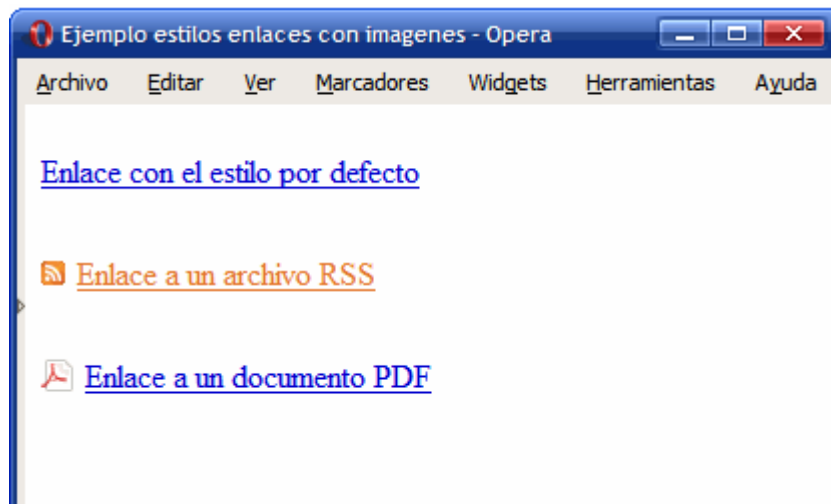 Ejemplo estilos enlaces con imagenes - Opera
Archivo Editar Ver Marcadores Widgets Herramientas Ayuda
Enlace con el estilo por defecto
Enlace a un archivo RSS
Enlace a un documento PDF